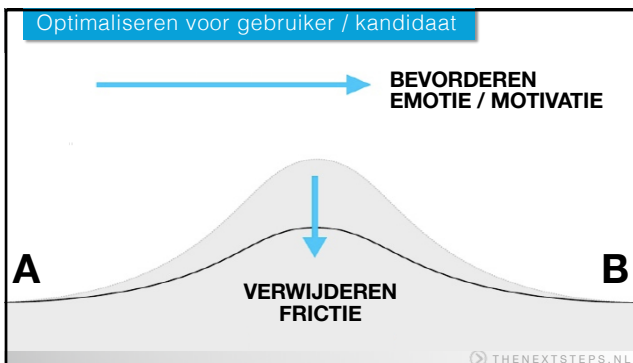 Optimaliseren voor gebruiker / kandidaat
BEVORDEREN
EMOTIE / MOTIVATIE
A
B
VERWIJDEREN
FRICTIE
THENEXTSTEPS.NL